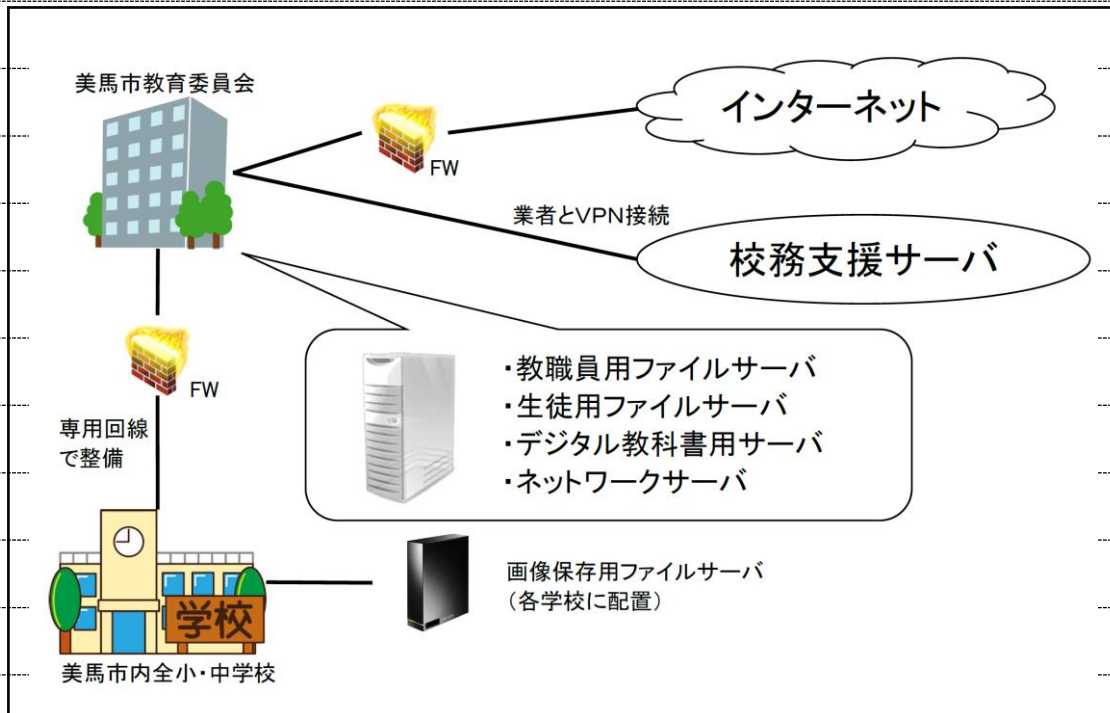 美馬市教育委員会
インターネット
FW
業者とVPN接続
校務支援サーバ
・教職員用ファイルサーバ
・生徒用ファイルサーバ
・デジタル教科書用サーバ
・ネットワークサーバ
FW
専用回線
で整備
画像保存用ファイルサーバ
（各学校に配置）
学校
美馬市内全小・中学校